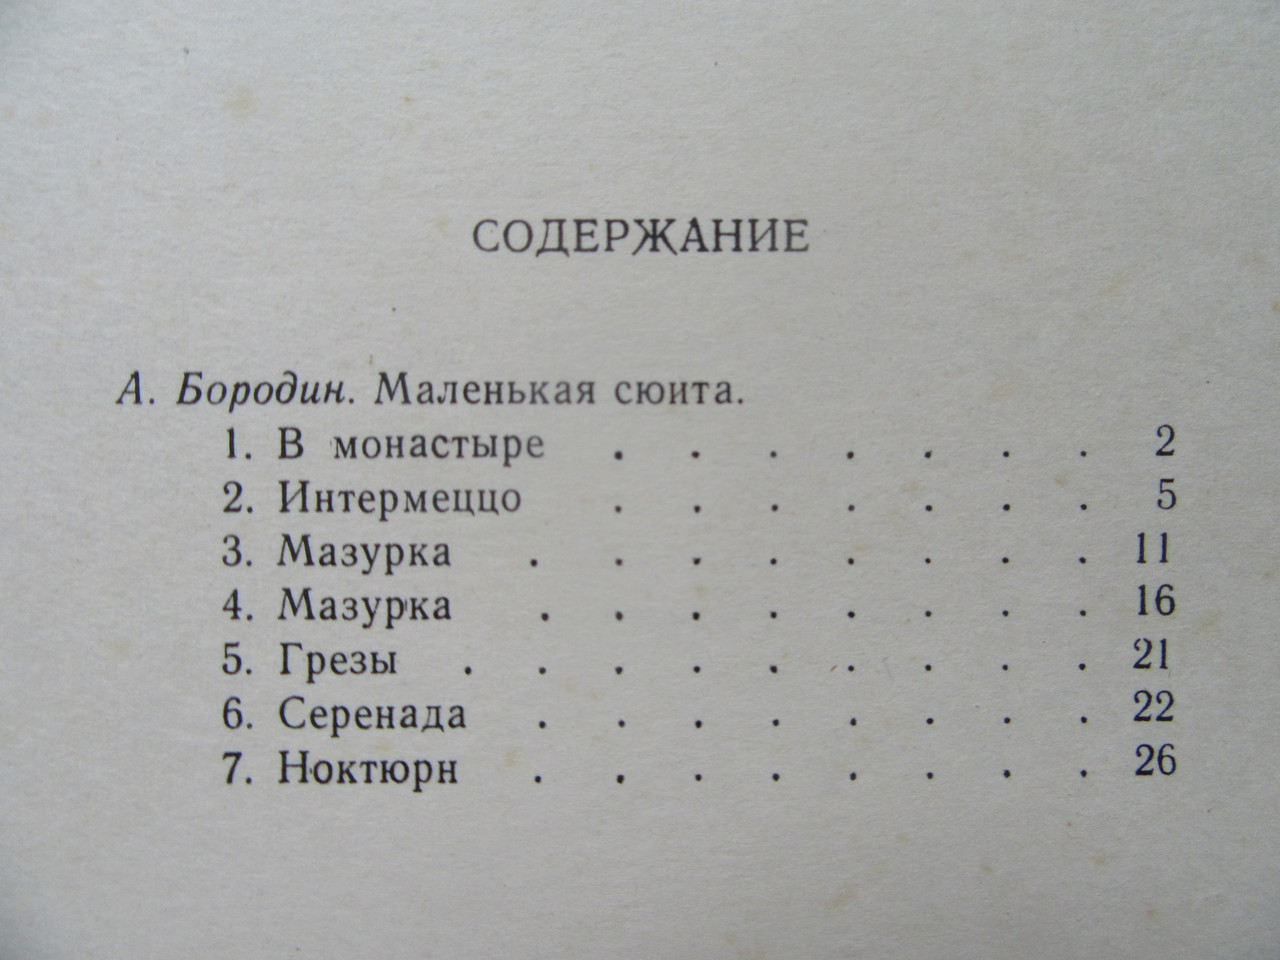 СОДЕРЖАНИЕ
А. Бородин. Маленькая сюита.
1. В монастыре . . . . . . . 2
2. Интермеццо . . . . . . . 5
3. Мазурка . . . . . . . . 11
4. Мазурка . . . . . . . . 16
5. Грезы . . . . . . . . . 21
6. Серенада . . . . . . . . 22
7. Ноктюрн . . . . . . . . 26